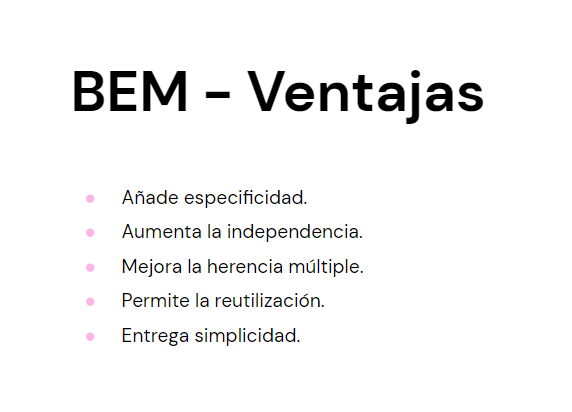 BEM - Ventajas
Añade especificidad.
Aumenta la independencia.
Mejora la herencia múltiple.
Permite la reutilización.
Entrega simplicidad.